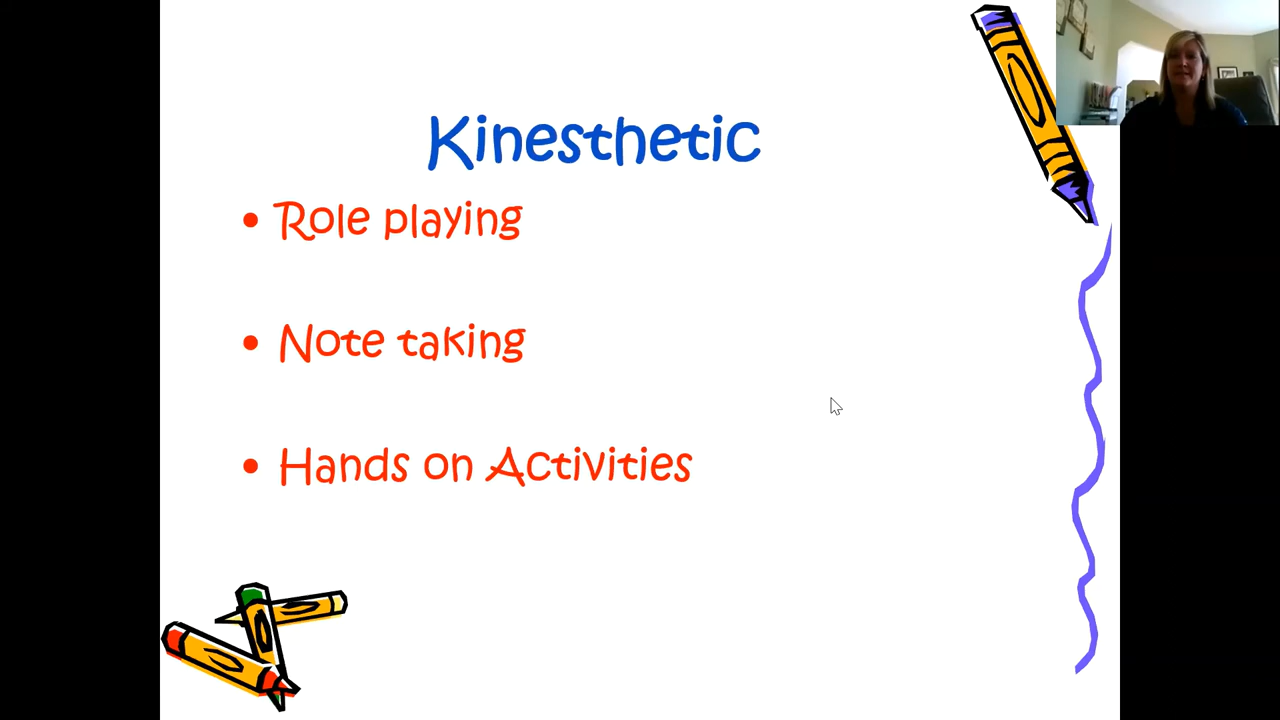 Kinesthetic
• Role playing
• Note taking
• Hands on Activities